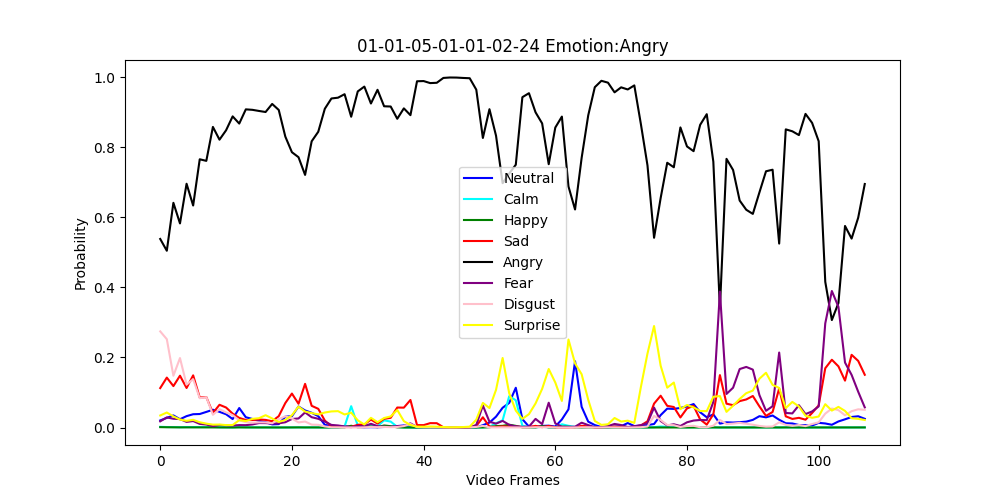 01-01-05-01-01-02-24 Emotion:Angry
Probability
1.0
0.8
0.6
0.4
0.2
0.0
Neutral
Calm
Happy
Sad
Angry
Fear
Disgust
Surprise
0 20 40 60 80 100
Video Frames